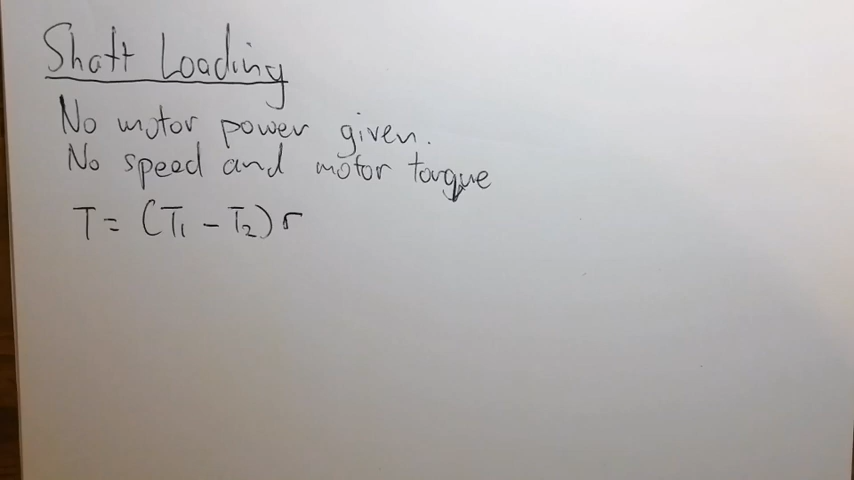 Shaft Loading
No motor power given.
No speed and motor torque
T = (T₁ - T₂) r